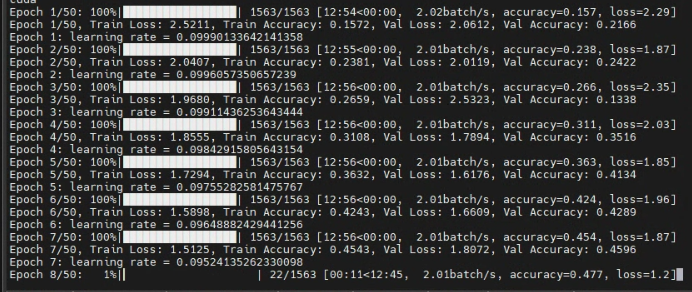 cuda
Epoch 1/50: 100%| 1563/1563 [12:54<00:00, 2.02batch/s, accuracy=0.157, loss=2.29]
Epoch 1/50, Train Loss: 2.5211, Train Accuracy: 0.1572, Val Loss: 2.0612, Val Accuracy: 0.2166
Epoch 1: learning rate = 0.09990133642141358
Epoch 2/50: 100%| 1563/1563 [12:55<00:00, 2.01batch/s, accuracy=0.238, loss=1.87]
Epoch 2/50, Train Loss: 2.0407, Train Accuracy: 0.2381, Val Loss: 2.0119, Val Accuracy: 0.2422
Epoch 2: learning rate = 0.0996057350657239
Epoch 3/50: 100%| 1563/1563 [12:56<00:00, 2.01batch/s, accuracy=0.266, loss=2.35]
Epoch 3/50, Train Loss: 1.9680, Train Accuracy: 0.2659, Val Loss: 2.5323, Val Accuracy: 0.1338
Epoch 3: learning rate = 0.09911436253643444
Epoch 4/50: 100%| 1563/1563 [12:56<00:00, 2.01batch/s, accuracy=0.311, loss=2.03]
Epoch 4/50, Train Loss: 1.8555, Train Accuracy: 0.3108, Val Loss: 1.7894, Val Accuracy: 0.3516
Epoch 4: learning rate = 0.09842915805643154
Epoch 5/50: 100%| 1563/1563 [12:56<00:00, 2.01batch/s, accuracy=0.363, loss=1.85]
Epoch 5/50, Train Loss: 1.7294, Train Accuracy: 0.3632, Val Loss: 1.6176, Val Accuracy: 0.4134
Epoch 5: learning rate = 0.09755282581475767
Epoch 6/50: 100%| 1563/1563 [12:56<00:00, 2.01batch/s, accuracy=0.424, loss=1.96]
Epoch 6/50, Train Loss: 1.5898, Train Accuracy: 0.4243, Val Loss: 1.6609, Val Accuracy: 0.4289
Epoch 6: learning rate = 0.09648882429441256
Epoch 7/50: 100%| 1563/1563 [12:56<00:00, 2.01batch/s, accuracy=0.454, loss=1.87]
Epoch 7/50, Train Loss: 1.5125, Train Accuracy: 0.4543, Val Loss: 1.8072, Val Accuracy: 0.4596
Epoch 7: learning rate = 0.09524135262330098
Epoch 8/50: 1%| | 22/1563 [00:11<12:45, 2.01batch/s, accuracy=0.477, loss=1.2]